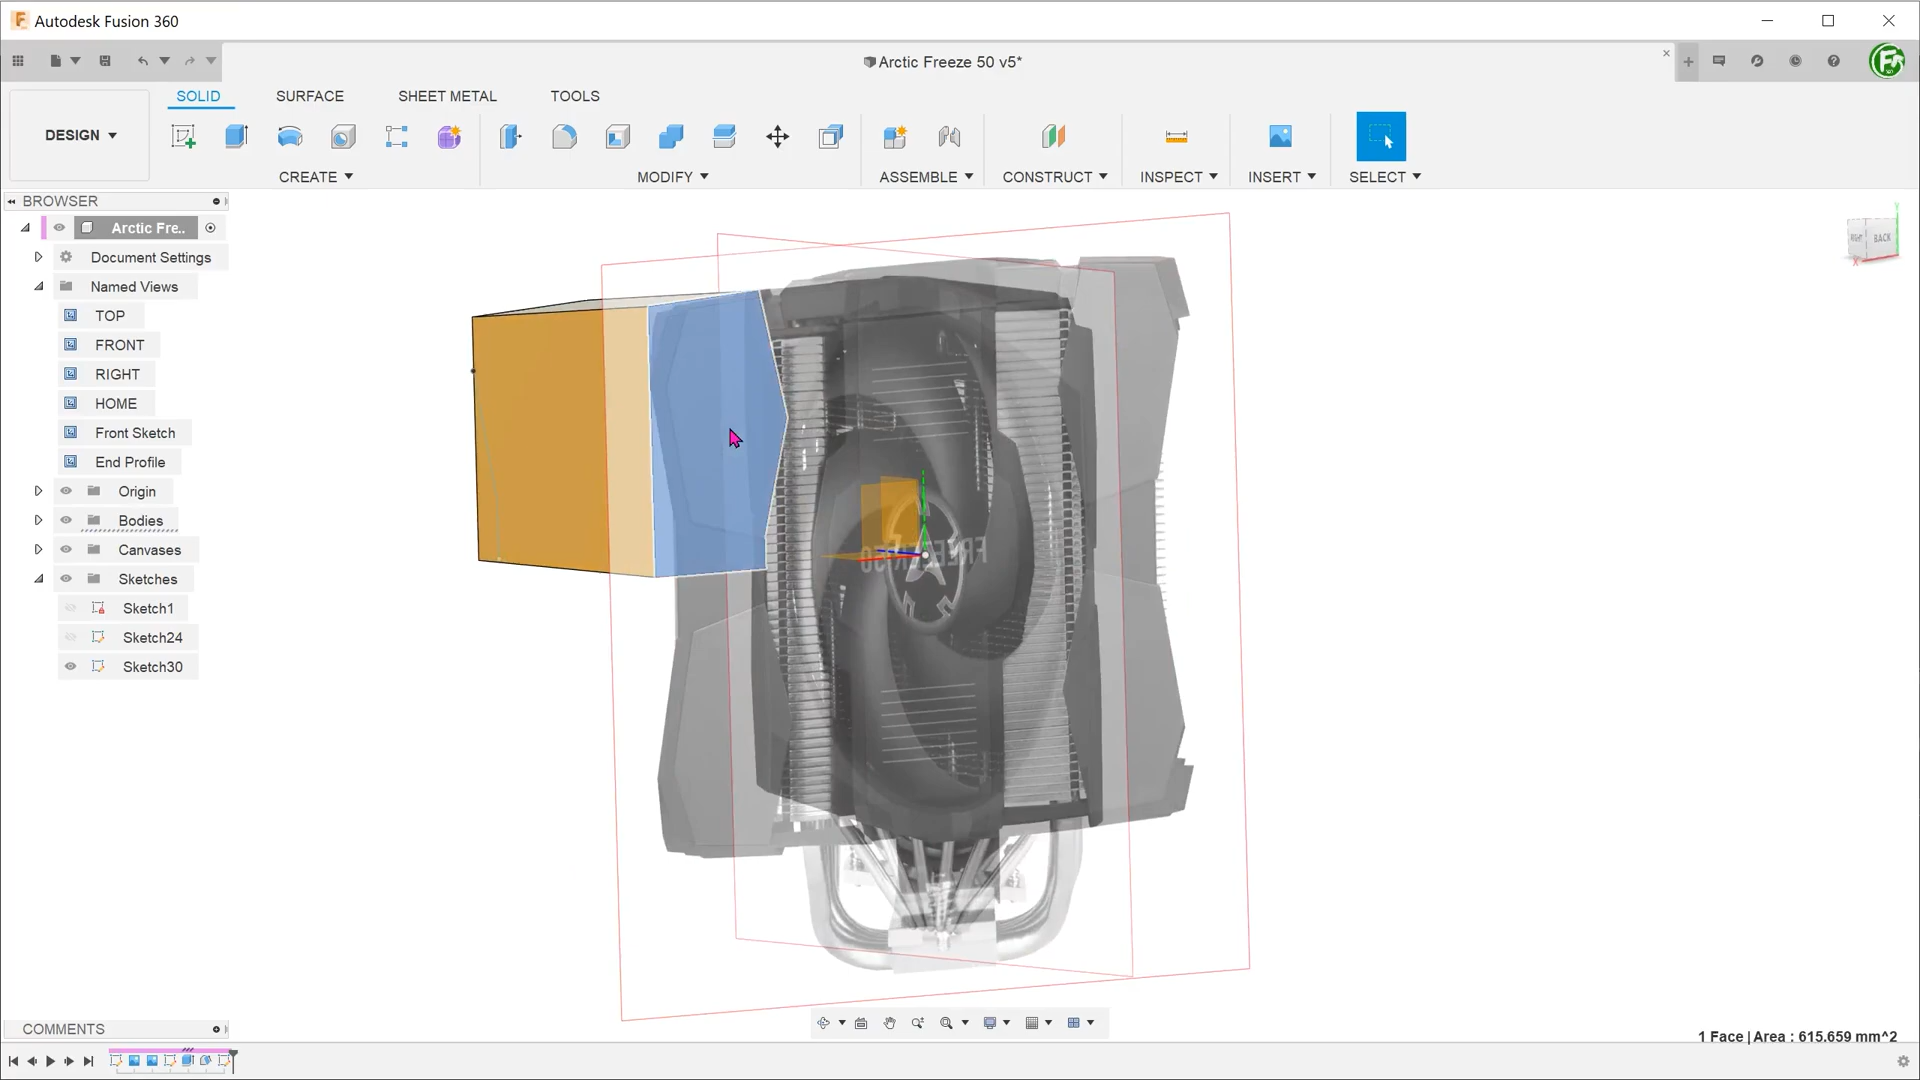 Autodesk Fusion 360
Arctic Freeze 50 v5*
SOLID SURFACE SHEET METAL TOOLS
DESIGN
CREATE MODIFY ASSEMBLE CONSTRUCT INSPECT INSERT SELECT
BROWSER
Arctic Fre..
Document Settings
Named Views
TOP
FRONT
RIGHT
HOME
Front Sketch
End Profile
Origin
Bodies
Canvases
Sketches
Sketch1
Sketch24
Sketch30
RIGHT BACK
Y
X
COMMENTS
1 Face | Area : 615.659 mm^2